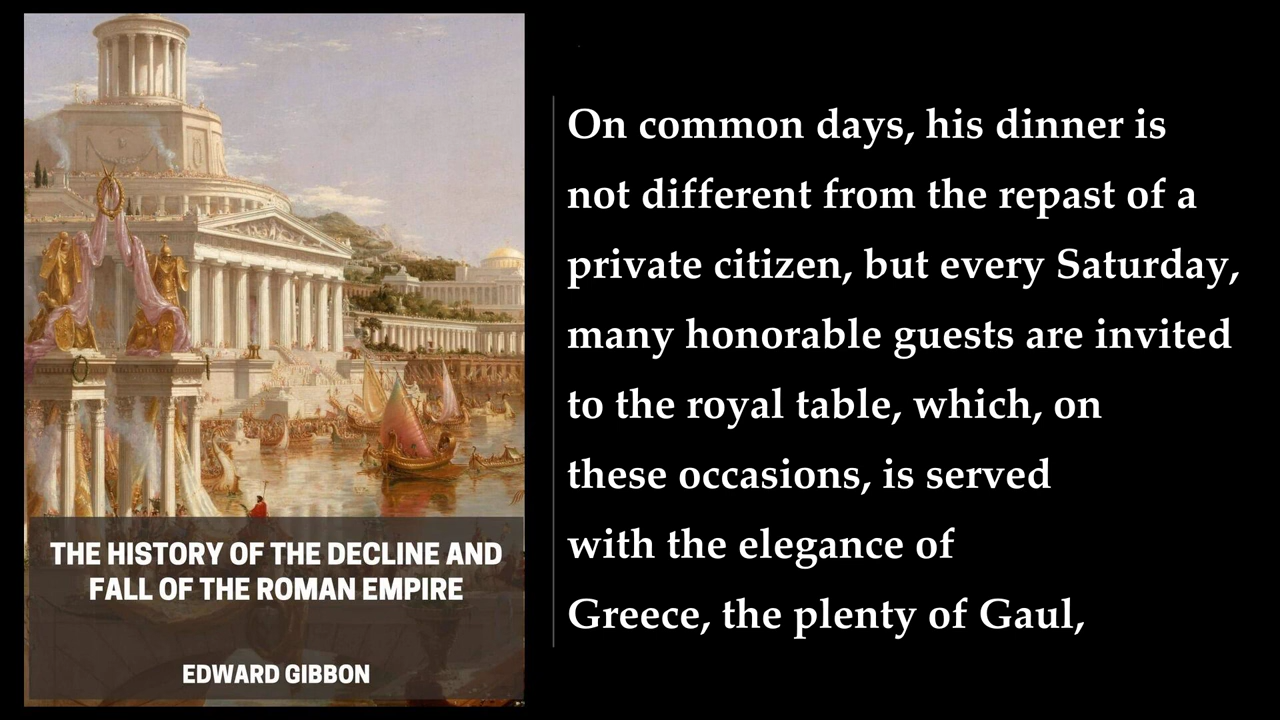 THE HISTORY OF THE DECLINE AND
FALL OF THE ROMAN EMPIRE
EDWARD GIBBON
On common days, his dinner is
not different from the repast of a
private citizen, but every Saturday,
many honorable guests are invited
to the royal table, which, on
these occasions, is served
with the elegance of
Greece, the plenty of Gaul,